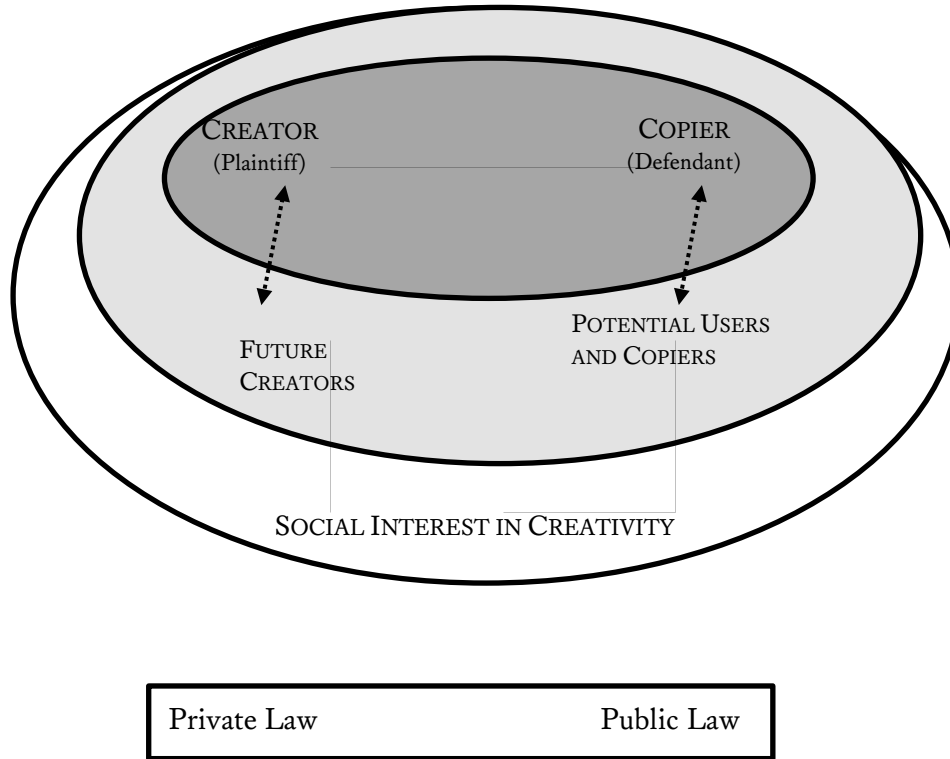 CREATOR
(Plaintiff)
COPIER
(Defendant)
FUTURE
CREATORS
POTENTIAL USERS
AND COPIERS
SOCIAL INTEREST IN CREATIVITY
Private Law
Public Law